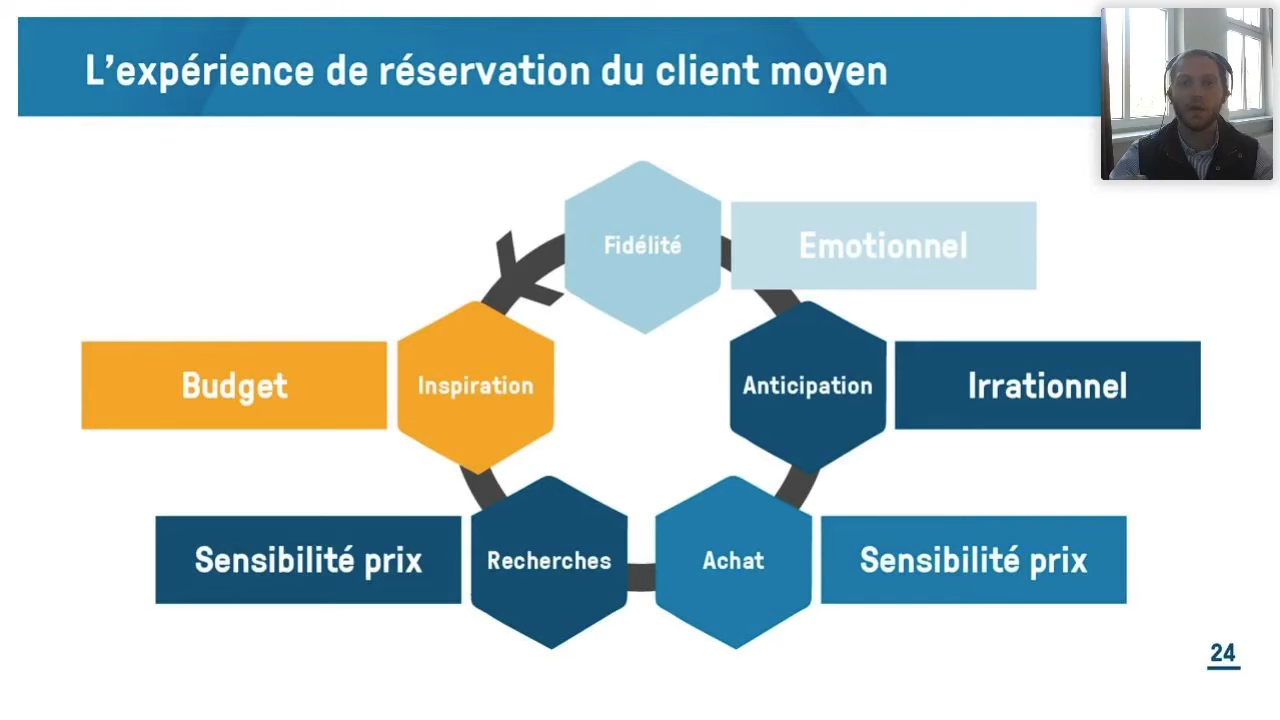 L'expérience de réservation du client moyen
Fidélité
Emotionnel
Budget
Inspiration
Anticipation
Irrationnel
Sensibilité prix
Recherches
Achat
Sensibilité prix
24